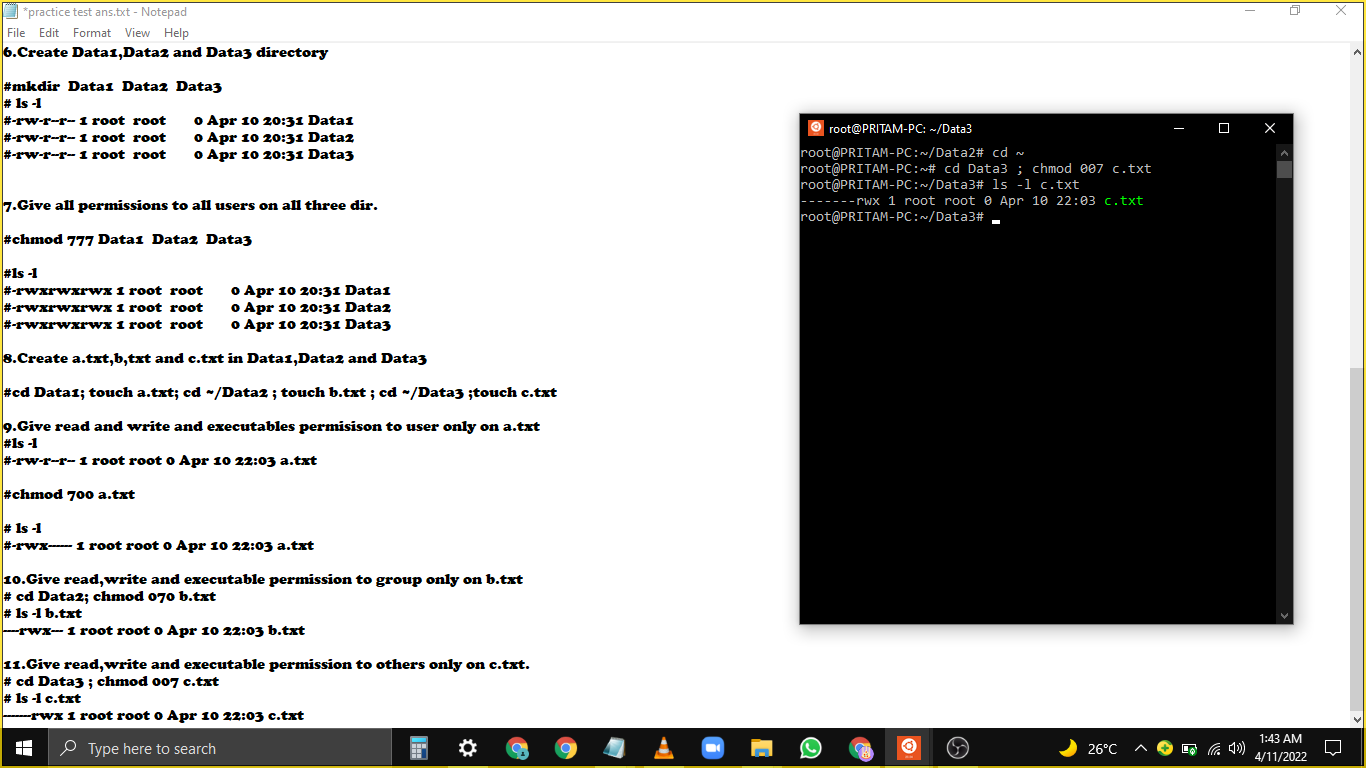 *practice test ans.txt - Notepad
File Edit Format View Help
6.Create Data1,Data2 and Data3 directory
#mkdir Data1 Data2 Data3
# ls -l
#-rw-r--r-- 1 root root 0 Apr 10 20:31 Data1
#-rw-r--r-- 1 root root 0 Apr 10 20:31 Data2
#-rw-r--r-- 1 root root 0 Apr 10 20:31 Data3
7.Give all permissions to all users on all three dir.
#chmod 777 Data1 Data2 Data3
#ls -l
#-rwxrwxrwx 1 root root 0 Apr 10 20:31 Data1
#-rwxrwxrwx 1 root root 0 Apr 10 20:31 Data2
#-rwxrwxrwx 1 root root 0 Apr 10 20:31 Data3
8.Create a.txt,b,txt and c.txt in Data1,Data2 and Data3
#cd Data1; touch a.txt; cd ~/Data2 ; touch b.txt ; cd ~/Data3 ;touch c.txt
9.Give read and write and executables permisison to user only on a.txt
#ls -l
#-rw-r--r-- 1 root root 0 Apr 10 22:03 a.txt
#chmod 700 a.txt
# ls -l
#-rwx------ 1 root root 0 Apr 10 22:03 a.txt
10.Give read,write and executable permission to group only on b.txt
# cd Data2; chmod 070 b.txt
# ls -l b.txt
----rwx--- 1 root root 0 Apr 10 22:03 b.txt
11.Give read,write and executable permission to others only on c.txt.
# cd Data3 ; chmod 007 c.txt
# ls -l c.txt
-------rwx 1 root root 0 Apr 10 22:03 c.txt
root@PRITAM-PC: ~/Data3
root@PRITAM-PC:~/Data2# cd ~
root@PRITAM-PC:~# cd Data3 ; chmod 007 c.txt
root@PRITAM-PC:~/Data3# ls -l c.txt
-------rwx 1 root root 0 Apr 10 22:03 c.txt
root@PRITAM-PC:~/Data3#
Type here to search
26°C
1:43 AM
4/11/2022